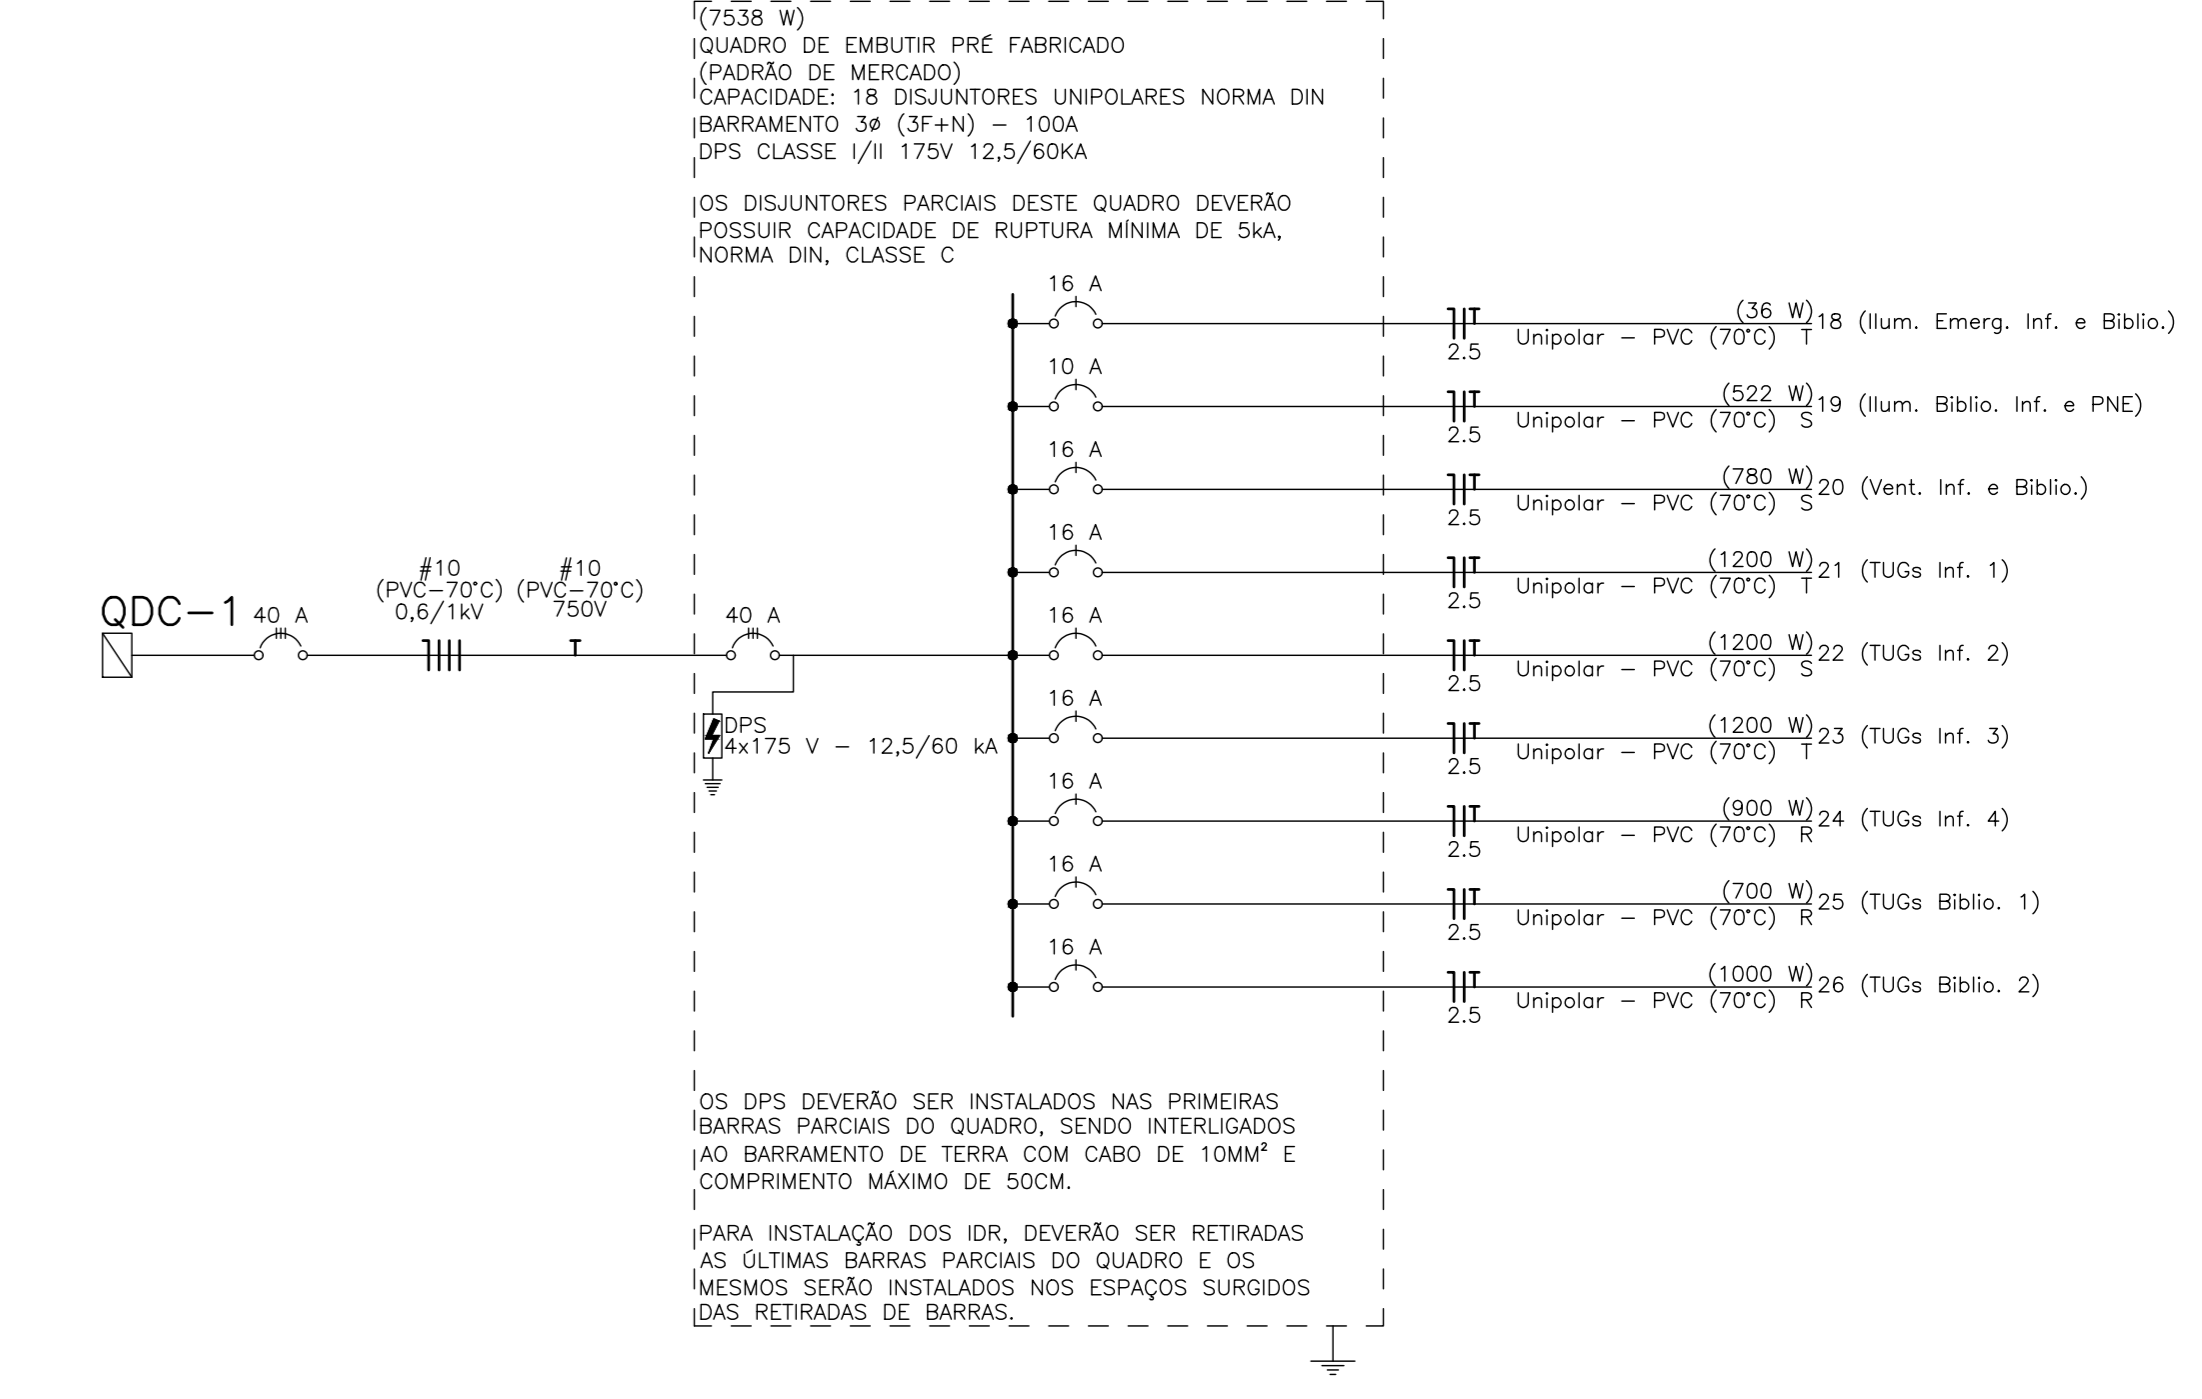 (7538 W)
QUADRO DE EMBUTIR PRÉ FABRICADO
(PADRÃO DE MERCADO)
CAPACIDADE: 18 DISJUNTORES UNIPOLARES NORMA DIN
BARRAMENTO 3ø (3F+N) – 100A
DPS CLASSE I/II 175V 12,5/60KA
OS DISJUNTORES PARCIAIS DESTE QUADRO DEVERÃO
POSSUIR CAPACIDADE DE RUPTURA MÍNIMA DE 5kA,
NORMA DIN, CLASSE C
16 A
(36 W)
18 (Ilum. Emerg. Inf. e Biblio.)
2.5
Unipolar – PVC (70°C) T
10 A
(522 W)
19 (Ilum. Biblio. Inf. e PNE)
2.5
Unipolar – PVC (70°C) S
16 A
(780 W)
20 (Vent. Inf. e Biblio.)
2.5
Unipolar – PVC (70°C) S
16 A
(1200 W)
21 (TUGs Inf. 1)
2.5
Unipolar – PVC (70°C) T
QDC–1
40 A
#10
(PVC–70°C)
0,6/1kV
#10
(PVC–70°C)
750V
40 A
16 A
(1200 W)
22 (TUGs Inf. 2)
2.5
Unipolar – PVC (70°C) S
DPS
4x175 V – 12,5/60 kA
16 A
(1200 W)
23 (TUGs Inf. 3)
2.5
Unipolar – PVC (70°C) T
16 A
(900 W)
24 (TUGs Inf. 4)
2.5
Unipolar – PVC (70°C) R
16 A
(700 W)
25 (TUGs Biblio. 1)
2.5
Unipolar – PVC (70°C) R
16 A
(1000 W)
26 (TUGs Biblio. 2)
2.5
Unipolar – PVC (70°C) R
OS DPS DEVERÃO SER INSTALADOS NAS PRIMEIRAS
BARRAS PARCIAIS DO QUADRO, SENDO INTERLIGADOS
AO BARRAMENTO DE TERRA COM CABO DE 10MM² E
COMPRIMENTO MÁXIMO DE 50CM.
PARA INSTALAÇÃO DOS IDR, DEVERÃO SER RETIRADAS
AS ÚLTIMAS BARRAS PARCIAIS DO QUADRO E OS
MESMOS SERÃO INSTALADOS NOS ESPAÇOS SURGIDOS
DAS RETIRADAS DE BARRAS.